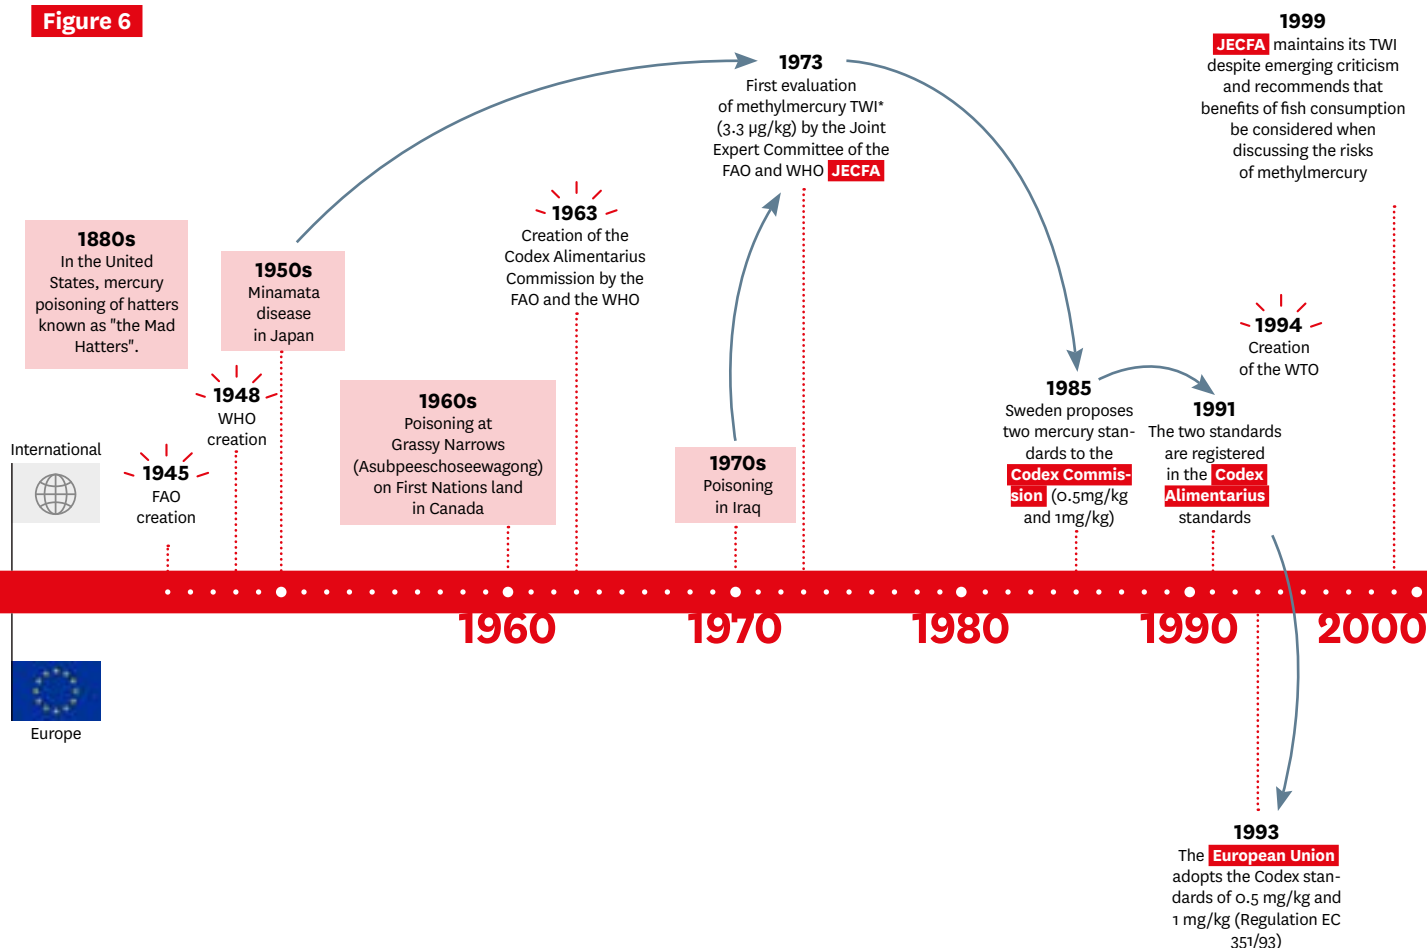 Figure 6
1880s
In the United
States, mercury
poisoning of hatters
known as "the Mad
Hatters".
1945
FAO
creation
1948
WHO
creation
1950s
Minamata
disease
in Japan
1960s
Poisoning at
Grassy Narrows
(Asubpeeschoseewagong)
on First Nations land
in Canada
1963
Creation of the
Codex Alimentarius
Commission by the
FAO and the WHO
1970s
Poisoning
in Iraq
1973
First evaluation
of methylmercury TWI*
(3.3 µg/kg) by the Joint
Expert Committee of the
FAO and WHO JECFA
1985
Sweden proposes
two mercury stan-
dards to the
Codex Commis-
sion (0.5mg/kg
and 1mg/kg)
1991
The two standards
are registered
in the Codex
Alimentarius
standards
1994
Creation
of the WTO
1999
JECFA maintains its TWI
despite emerging criticism
and recommends that
benefits of fish consumption
be considered when
discussing the risks
of methylmercury
International
1960
1970
1980
1990
2000
Europe
1993
The European Union
adopts the Codex stan-
dards of 0.5 mg/kg and
1 mg/kg (Regulation EC
351/93)